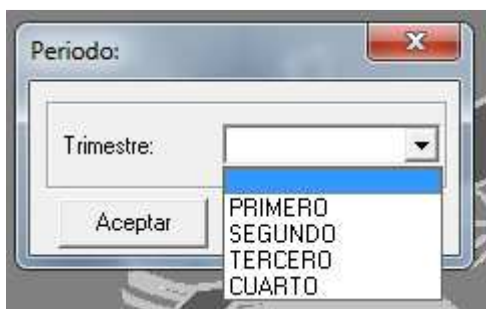 Periodo:
Trimestre:
Aceptar
PRIMERO
SEGUNDO
TERCERO
CUARTO